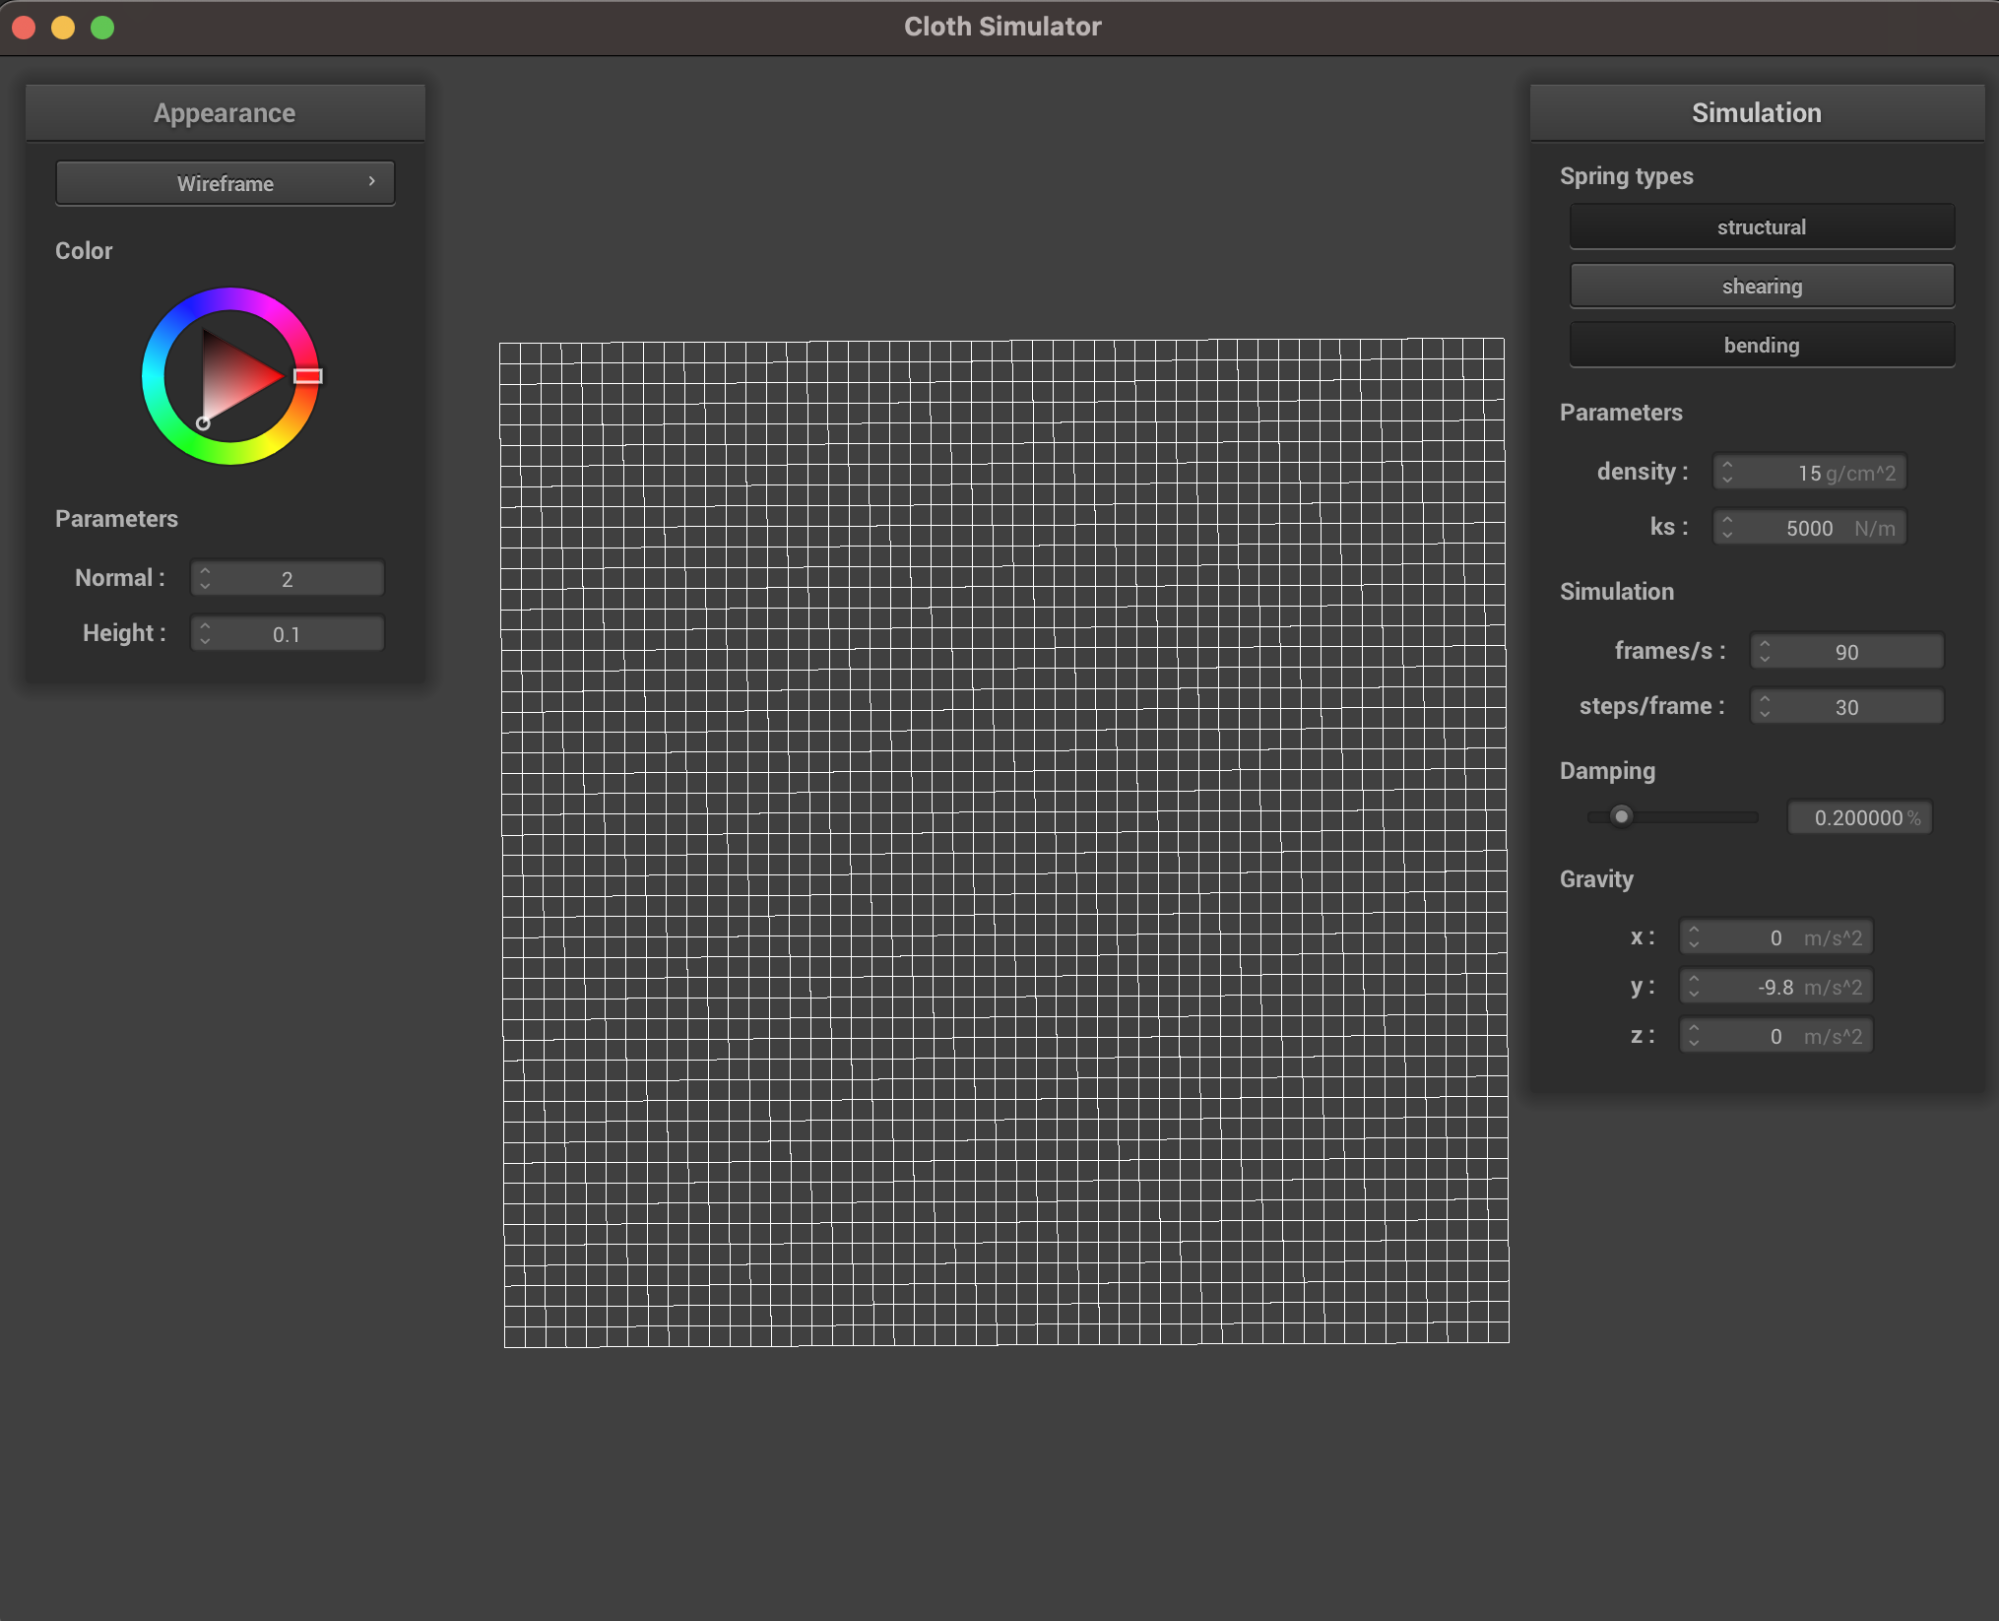 Cloth Simulator
Appearance
Wireframe
Color
Parameters
Normal : 2
Height : 0.1
Simulation
Spring types
structural
shearing
bending
Parameters
density : 15 g/cm^2
ks : 5000 N/m
Simulation
frames/s : 90
steps/frame : 30
Damping
0.200000 %
Gravity
x : 0 m/s^2
y : -9.8 m/s^2
z : 0 m/s^2